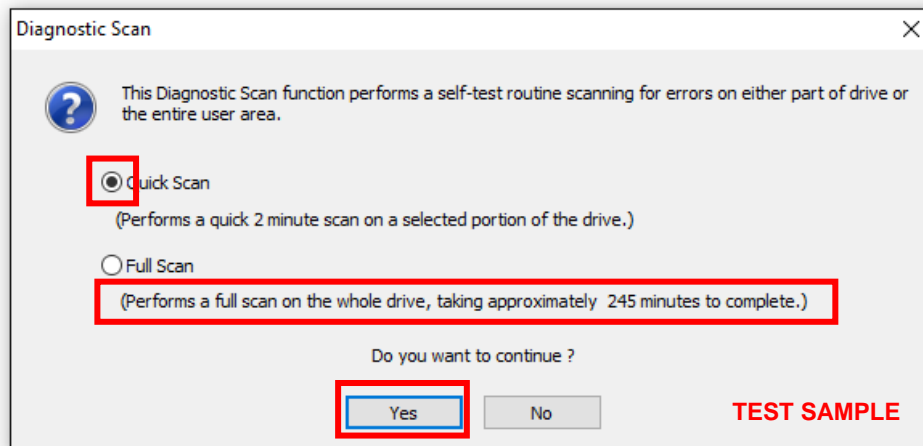 Diagnostic Scan
This Diagnostic Scan function performs a self-test routine scanning for errors on either part of drive or
the entire user area.
Quick Scan
(Performs a quick 2 minute scan on a selected portion of the drive.)
Full Scan
(Performs a full scan on the whole drive, taking approximately  245 minutes to complete.)
Do you want to continue ?
Yes No TEST SAMPLE